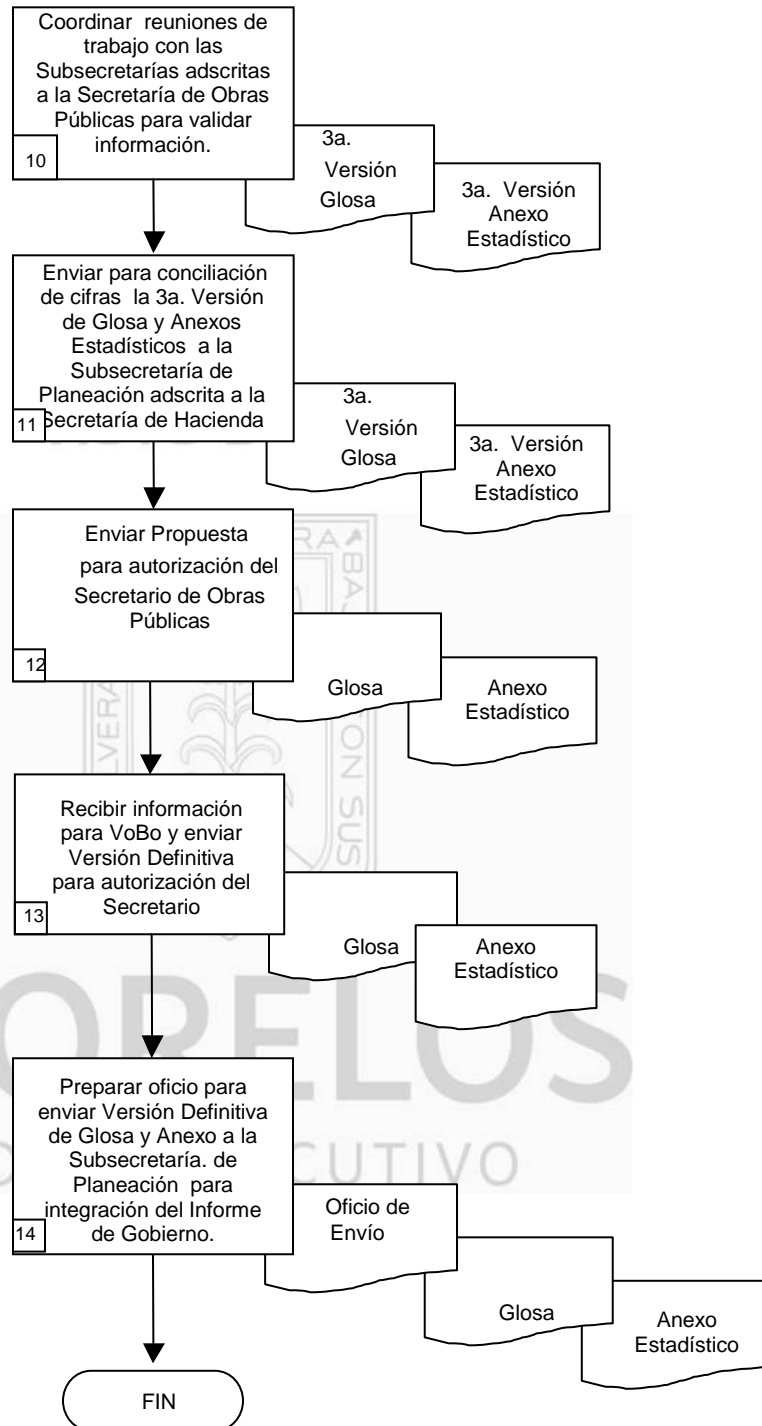 Coordinar reuniones de
trabajo con las
Subsecretarías adscritas
a la Secretaría de Obras
Públicas para validar
información.
10
3a.
Versión
Glosa
3a. Versión
Anexo
Estadístico
Enviar para conciliación
de cifras la 3a. Versión
de Glosa y Anexos
Estadísticos a la
Subsecretaría de
Planeación adscrita a la
Secretaría de Hacienda
11
3a.
Versión
Glosa
3a. Versión
Anexo
Estadístico
Enviar Propuesta
para autorización del
Secretario de Obras
Públicas
12
Glosa
Anexo
Estadístico
Recibir información
para VoBo y enviar
Versión Definitiva
para autorización del
Secretario
13
Glosa
Anexo
Estadístico
Preparar oficio para
enviar Versión Definitiva
de Glosa y Anexo a la
Subsecretaría. de
Planeación para
integración del Informe
de Gobierno.
14
Oficio de
Envío
Glosa
Anexo
Estadístico
FIN
ORELOS
CUTIVO